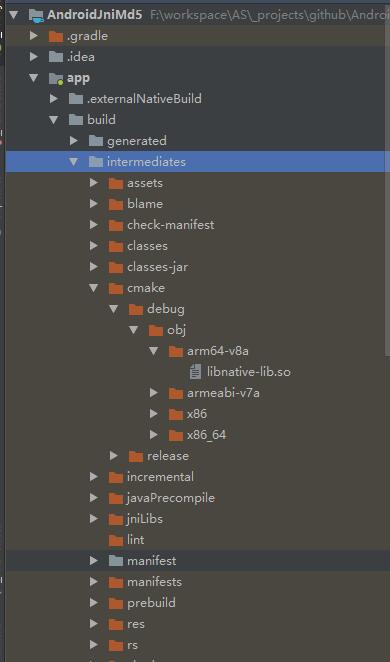 AndroidJniMd5 F:\workspace\AS\_projects\github\Androi
.gradle
.idea
app
.externalNativeBuild
build
generated
intermediates
assets
blame
check-manifest
classes
classes-jar
cmake
debug
obj
arm64-v8a
libnative-lib.so
armeabi-v7a
x86
x86_64
release
incremental
javaPrecompile
jniLibs
lint
manifest
manifests
prebuild
res
rs